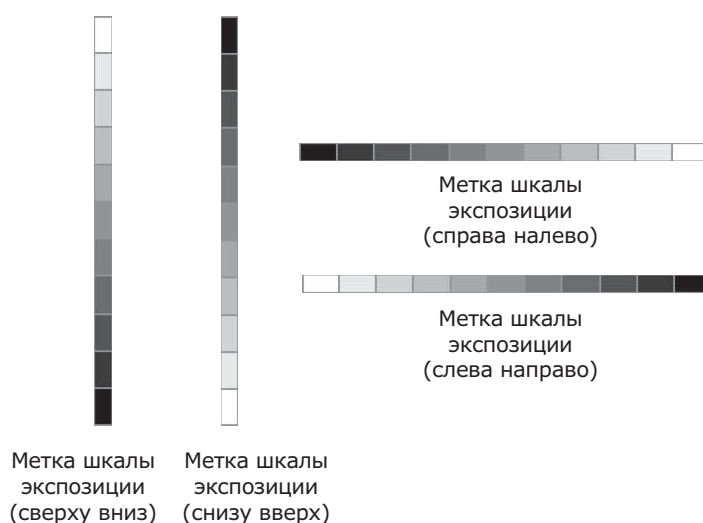 Метка шкалы
экспозиции
(справа налево)
Метка шкалы
экспозиции
(слева направо)
Метка шкалы
экспозиции
(сверху вниз)
Метка шкалы
экспозиции
(снизу вверх)